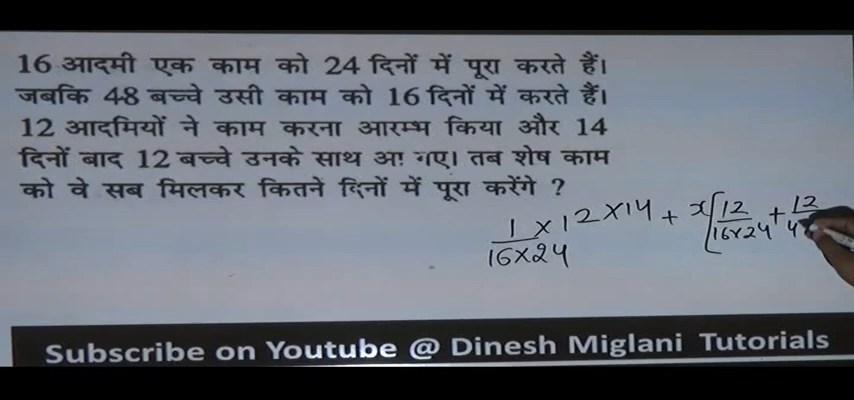 16 आदमी एक काम को 24 दिनों में पूरा करते हैं।
जबकि 48 बच्चे उसी काम को 16 दिनों में करते हैं।
12 आदमियों ने काम करना आरम्भ किया और 14
दिनों बाद 12 बच्चे उनके साथ आ गए। तब शेष काम
को वे सब मिलकर कितने दिनों में पूरा करेंगे ?
1/16×24 ×12×14 + x[12/16×24 + 12/4
Subscribe on Youtube @ Dinesh Miglani Tutorials